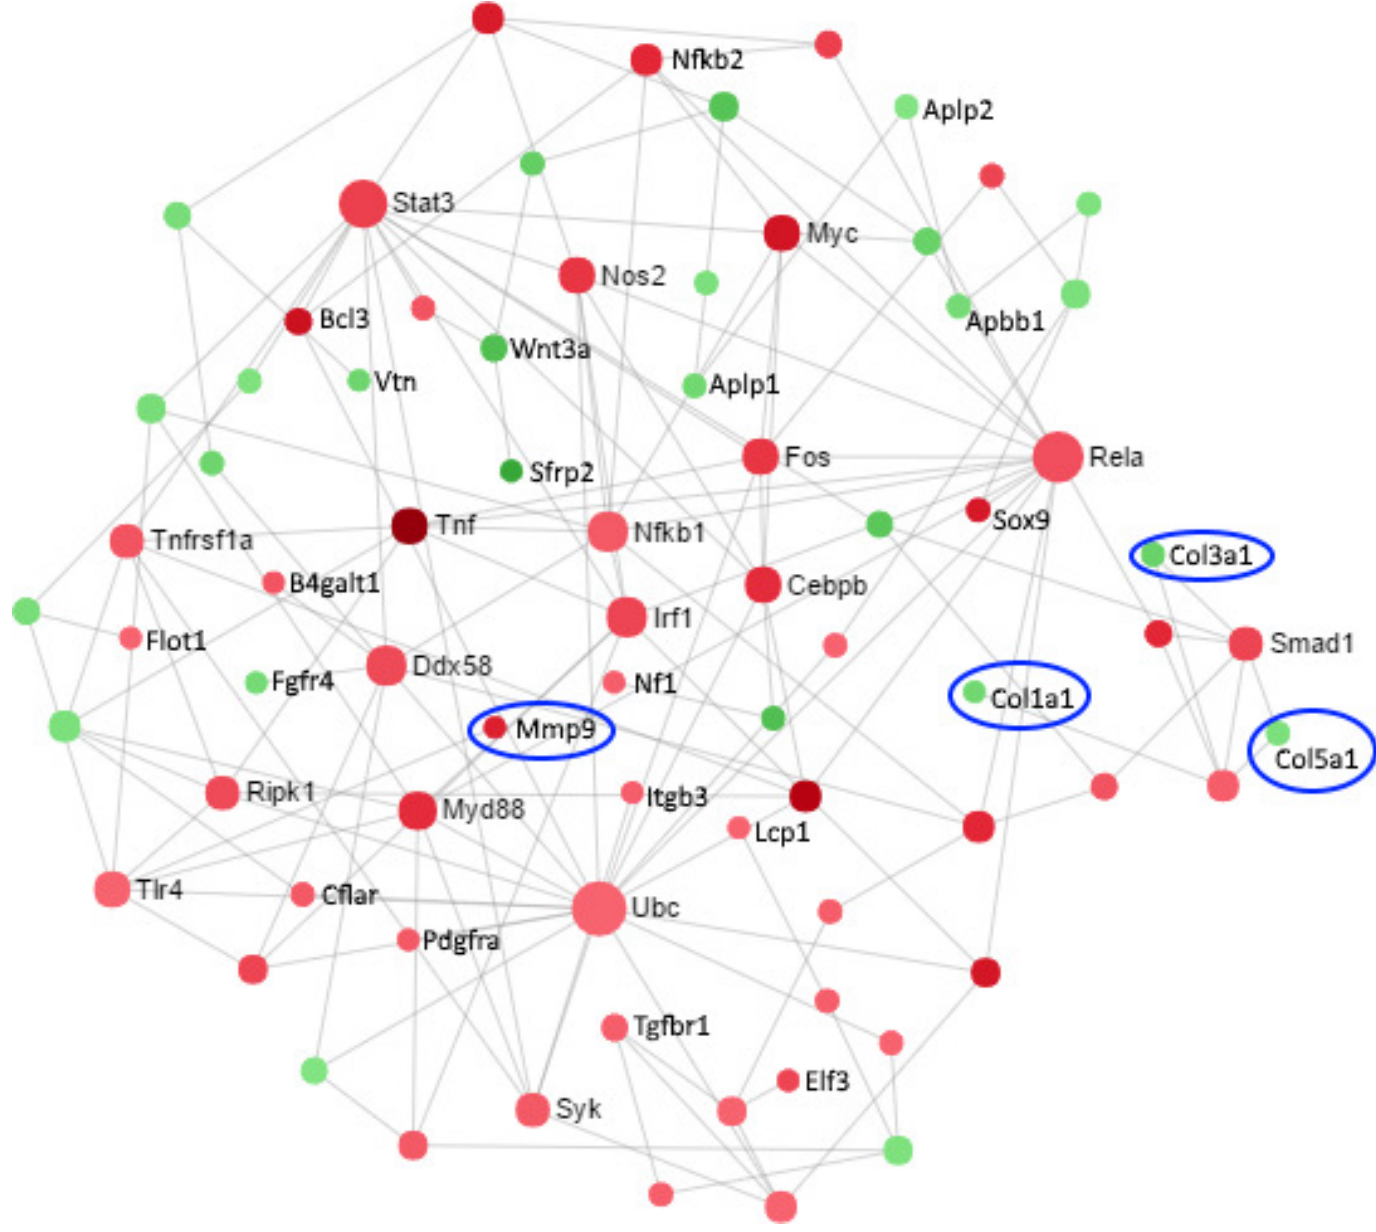 Nfkb2
Aplp2
Stat3
Myc
Nos2
Bcl3
Apbb1
Wnt3a
Vtn
Aplp1
Fos
Rela
Sfrp2
Sox9
Tnf
Nfkb1
Tnfrsf1a
Col3a1
B4galt1
Cebpb
Irf1
Flot1
Smad1
Ddx58
Fgfr4
Nf1
Col1a1
Mmp9
Col5a1
Ripk1
Itgb3
Myd88
Lcp1
Tlr4
Cflar
Ubc
Pdgfra
Tgfbr1
Elf3
Syk